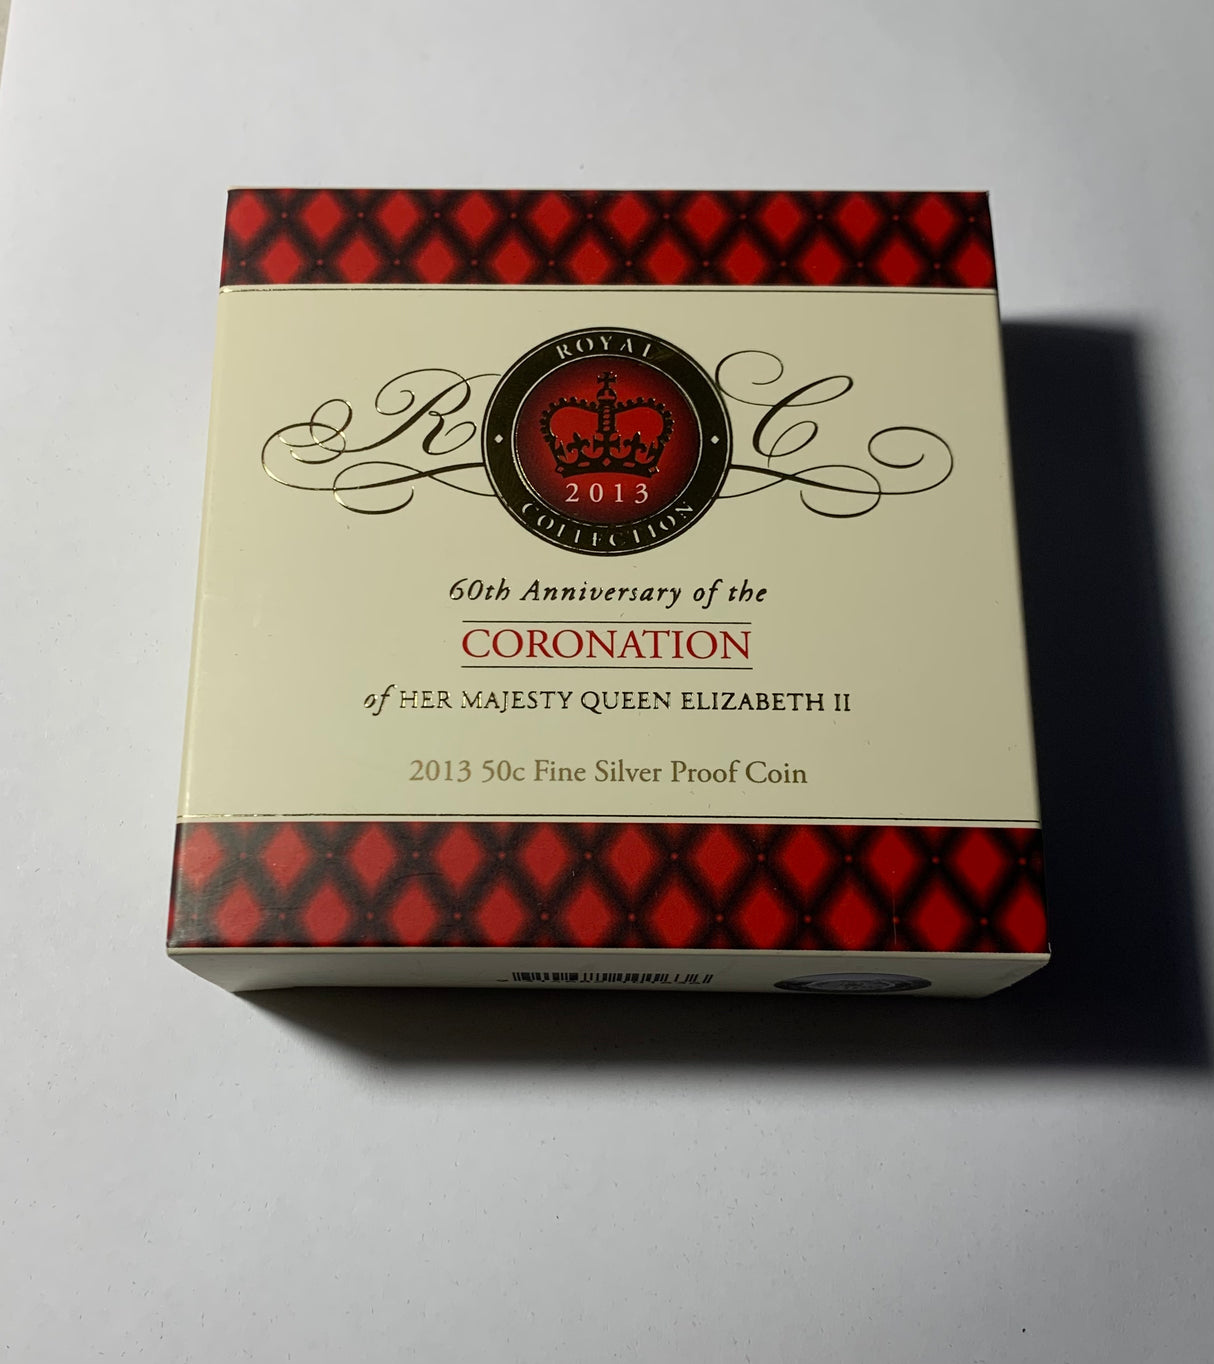 ROYAL
R C
2013
COLLECTION
60th Anniversary of the
CORONATION
of HER MAJESTY QUEEN ELIZABETH II
2013 50c Fine Silver Proof Coin